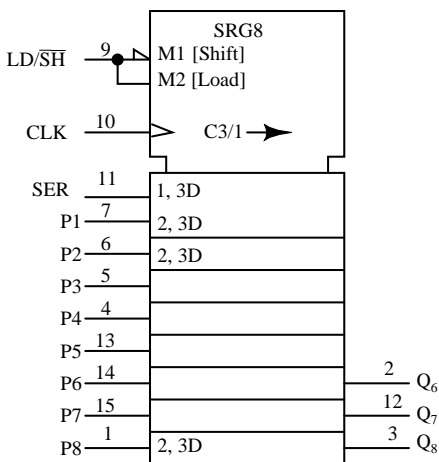 SRG8
LD/S̅H̅ 9 M1 [Shift]
M2 [Load]
CLK 10 C3/1
SER 11 1, 3D
P1 7 2, 3D
P2 6 2, 3D
P3 5
P4 4
P5 13
P6 14 2 Q₆
P7 15 12 Q₇
P8 1 2, 3D 3 Q₈